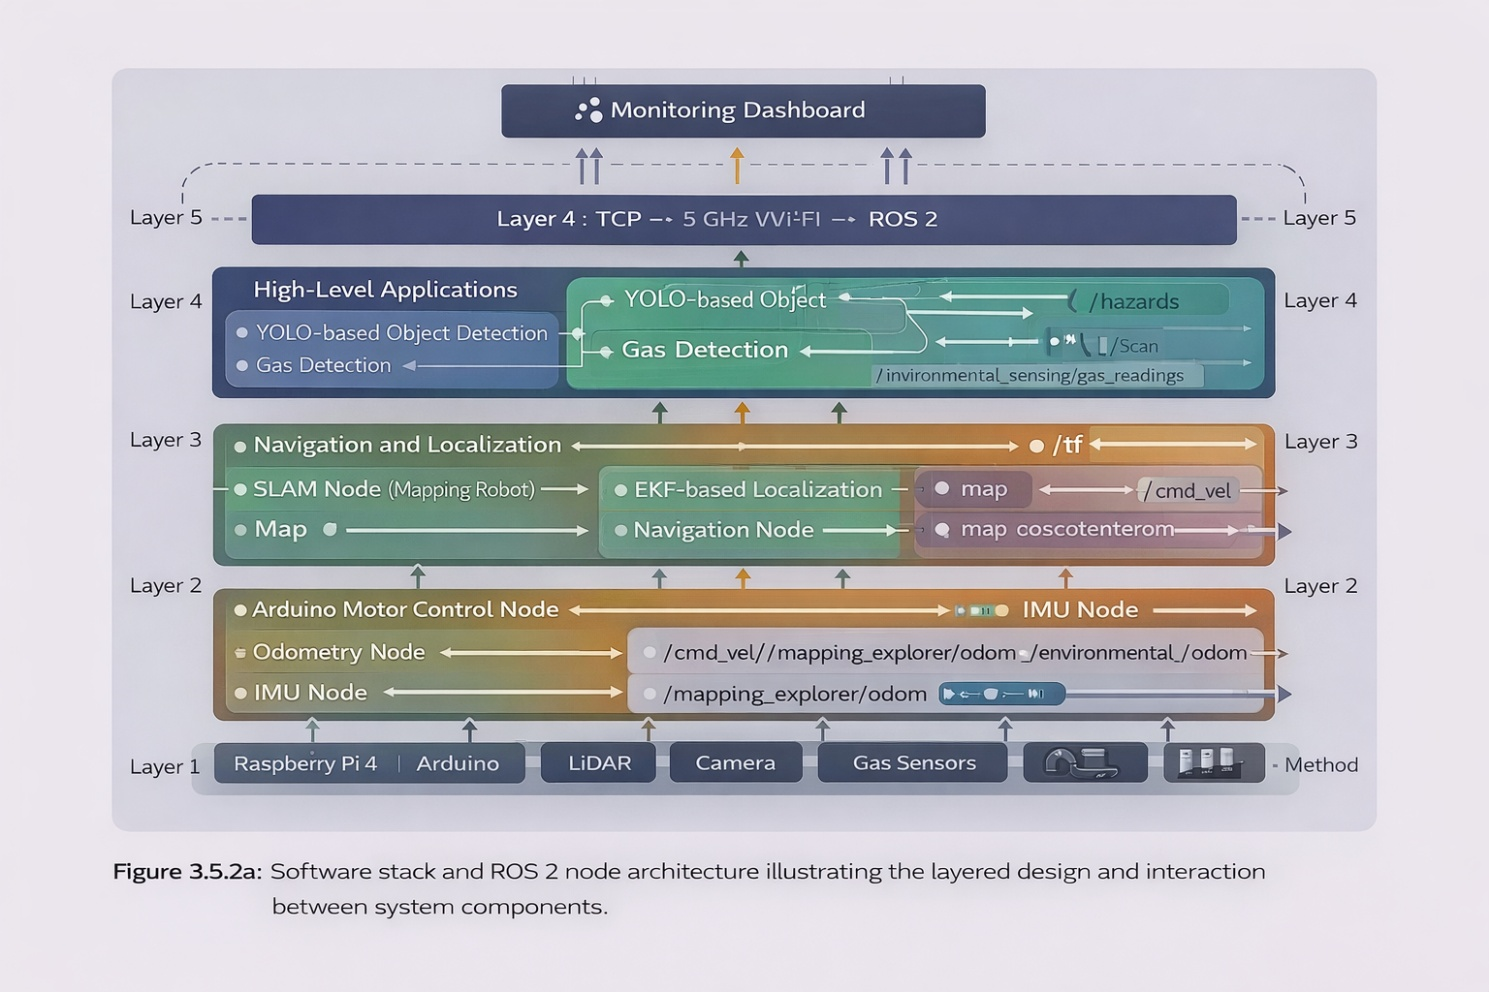 Monitoring Dashboard
Layer 5
Layer 4 : TCP 5 GHz VVi-FI ROS 2
Layer 5
Layer 4
High-Level Applications
YOLO-based Object Detection
Gas Detection
YOLO-based Object
/hazards
Gas Detection
/Scan
/invironmental_sensing/gas_readings
Layer 4
Layer 3
Navigation and Localization
/tf
Layer 3
SLAM Node (Mapping Robot)
EKF-based Localization
map
/cmd_vel
Map
Navigation Node
map coscotenterom
Layer 2
Layer 2
Arduino Motor Control Node
IMU Node
Odometry Node
/cmd_vel//mapping_explorer/odom _/environmental_/odom
IMU Node
/mapping_explorer/odom
Layer 1
Raspberry Pi 4 | Arduino
LiDAR
Camera
Gas Sensors
Method
Figure 3.5.2a: Software stack and ROS 2 node architecture illustrating the layered design and interaction
between system components.